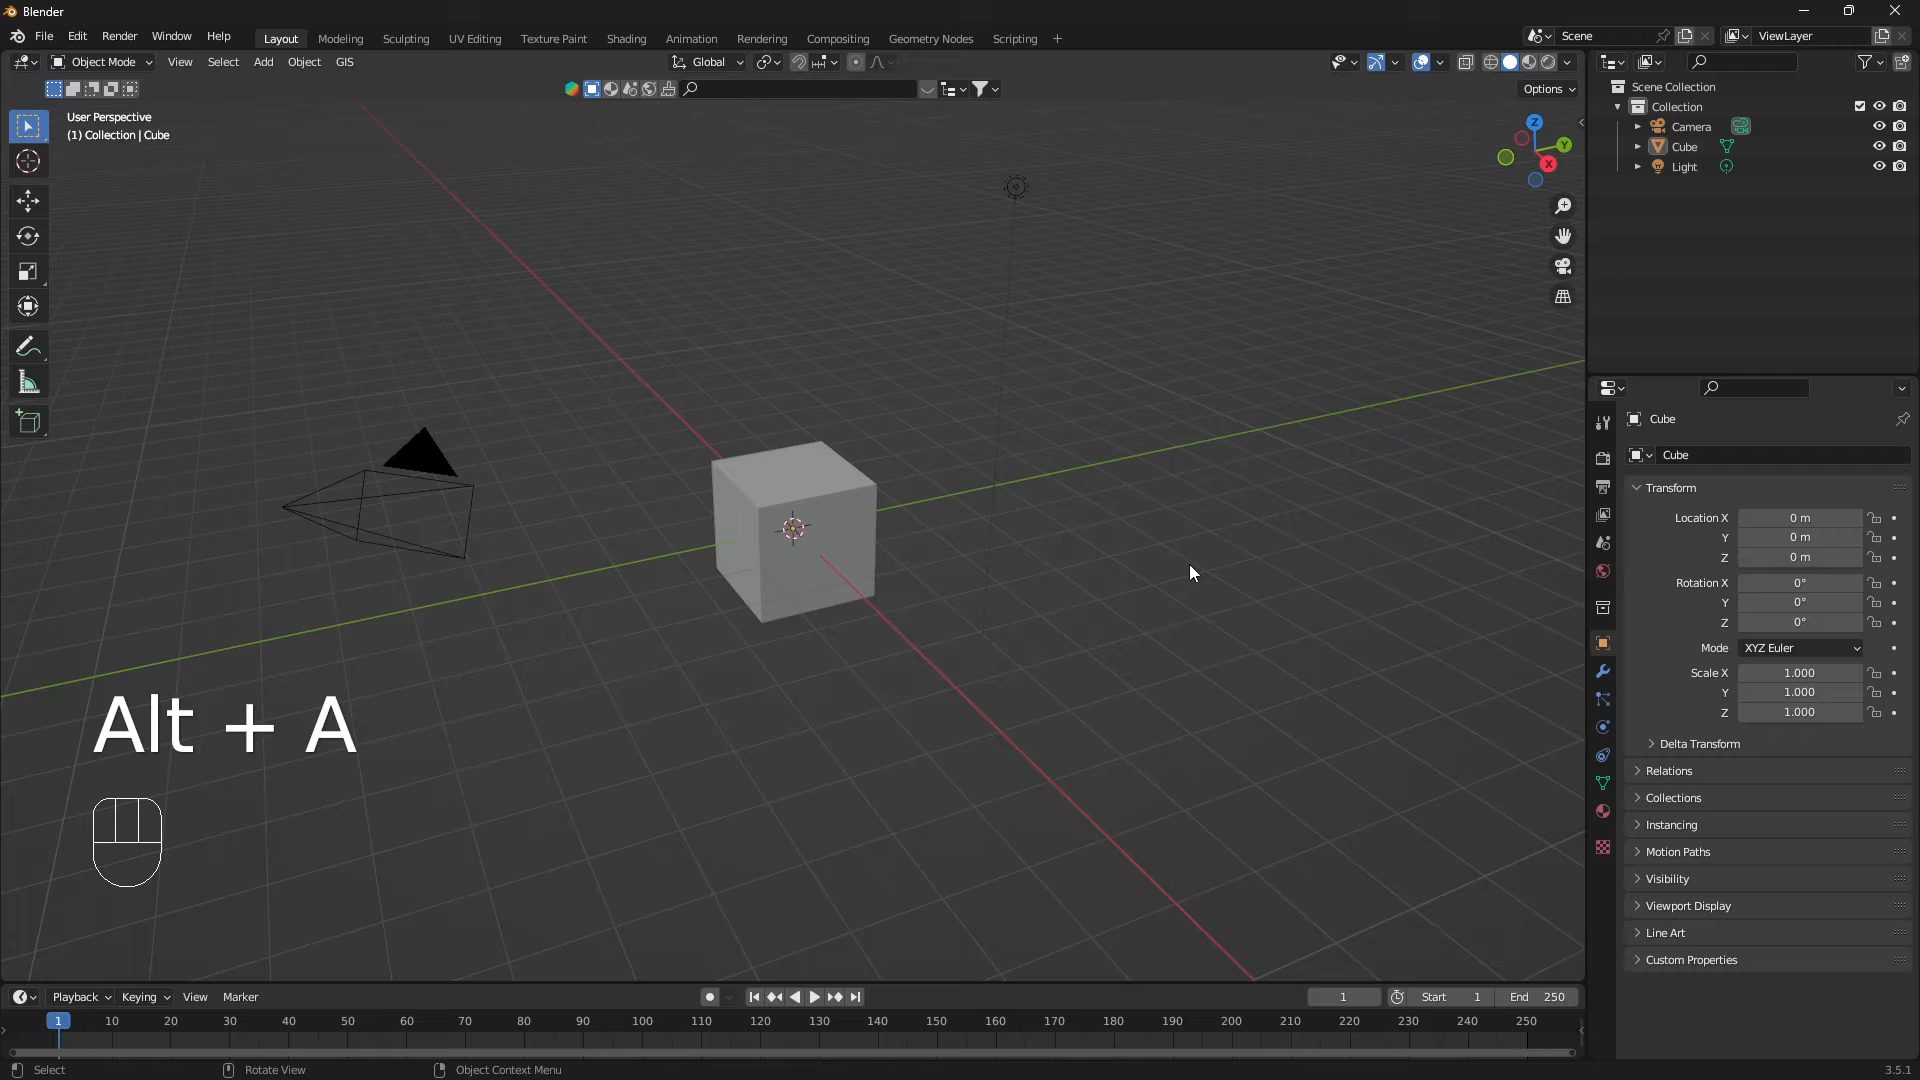 Blender
File Edit Render Window Help
Layout Modeling Sculpting UV Editing Texture Paint Shading Animation Rendering Compositing Geometry Nodes Scripting +
Scene
ViewLayer
Object Mode View Select Add Object GIS
Global
Options
User Perspective
(1) Collection | Cube
Z
Y
X
Scene Collection
Collection
Camera
Cube
Light
Cube
Cube
Transform
Location X 0 m
Y 0 m
Z 0 m
Rotation X 0°
Y 0°
Z 0°
Mode XYZ Euler
Scale X 1.000
Y 1.000
Z 1.000
Delta Transform
Relations
Collections
Instancing
Motion Paths
Visibility
Viewport Display
Line Art
Custom Properties
Alt + A
Playback Keying View Marker
1 Start 1 End 250
1 10 20 30 40 50 60 70 80 90 100 110 120 130 140 150 160 170 180 190 200 210 220 230 240 250
Select Rotate View Object Context Menu 3.5.1